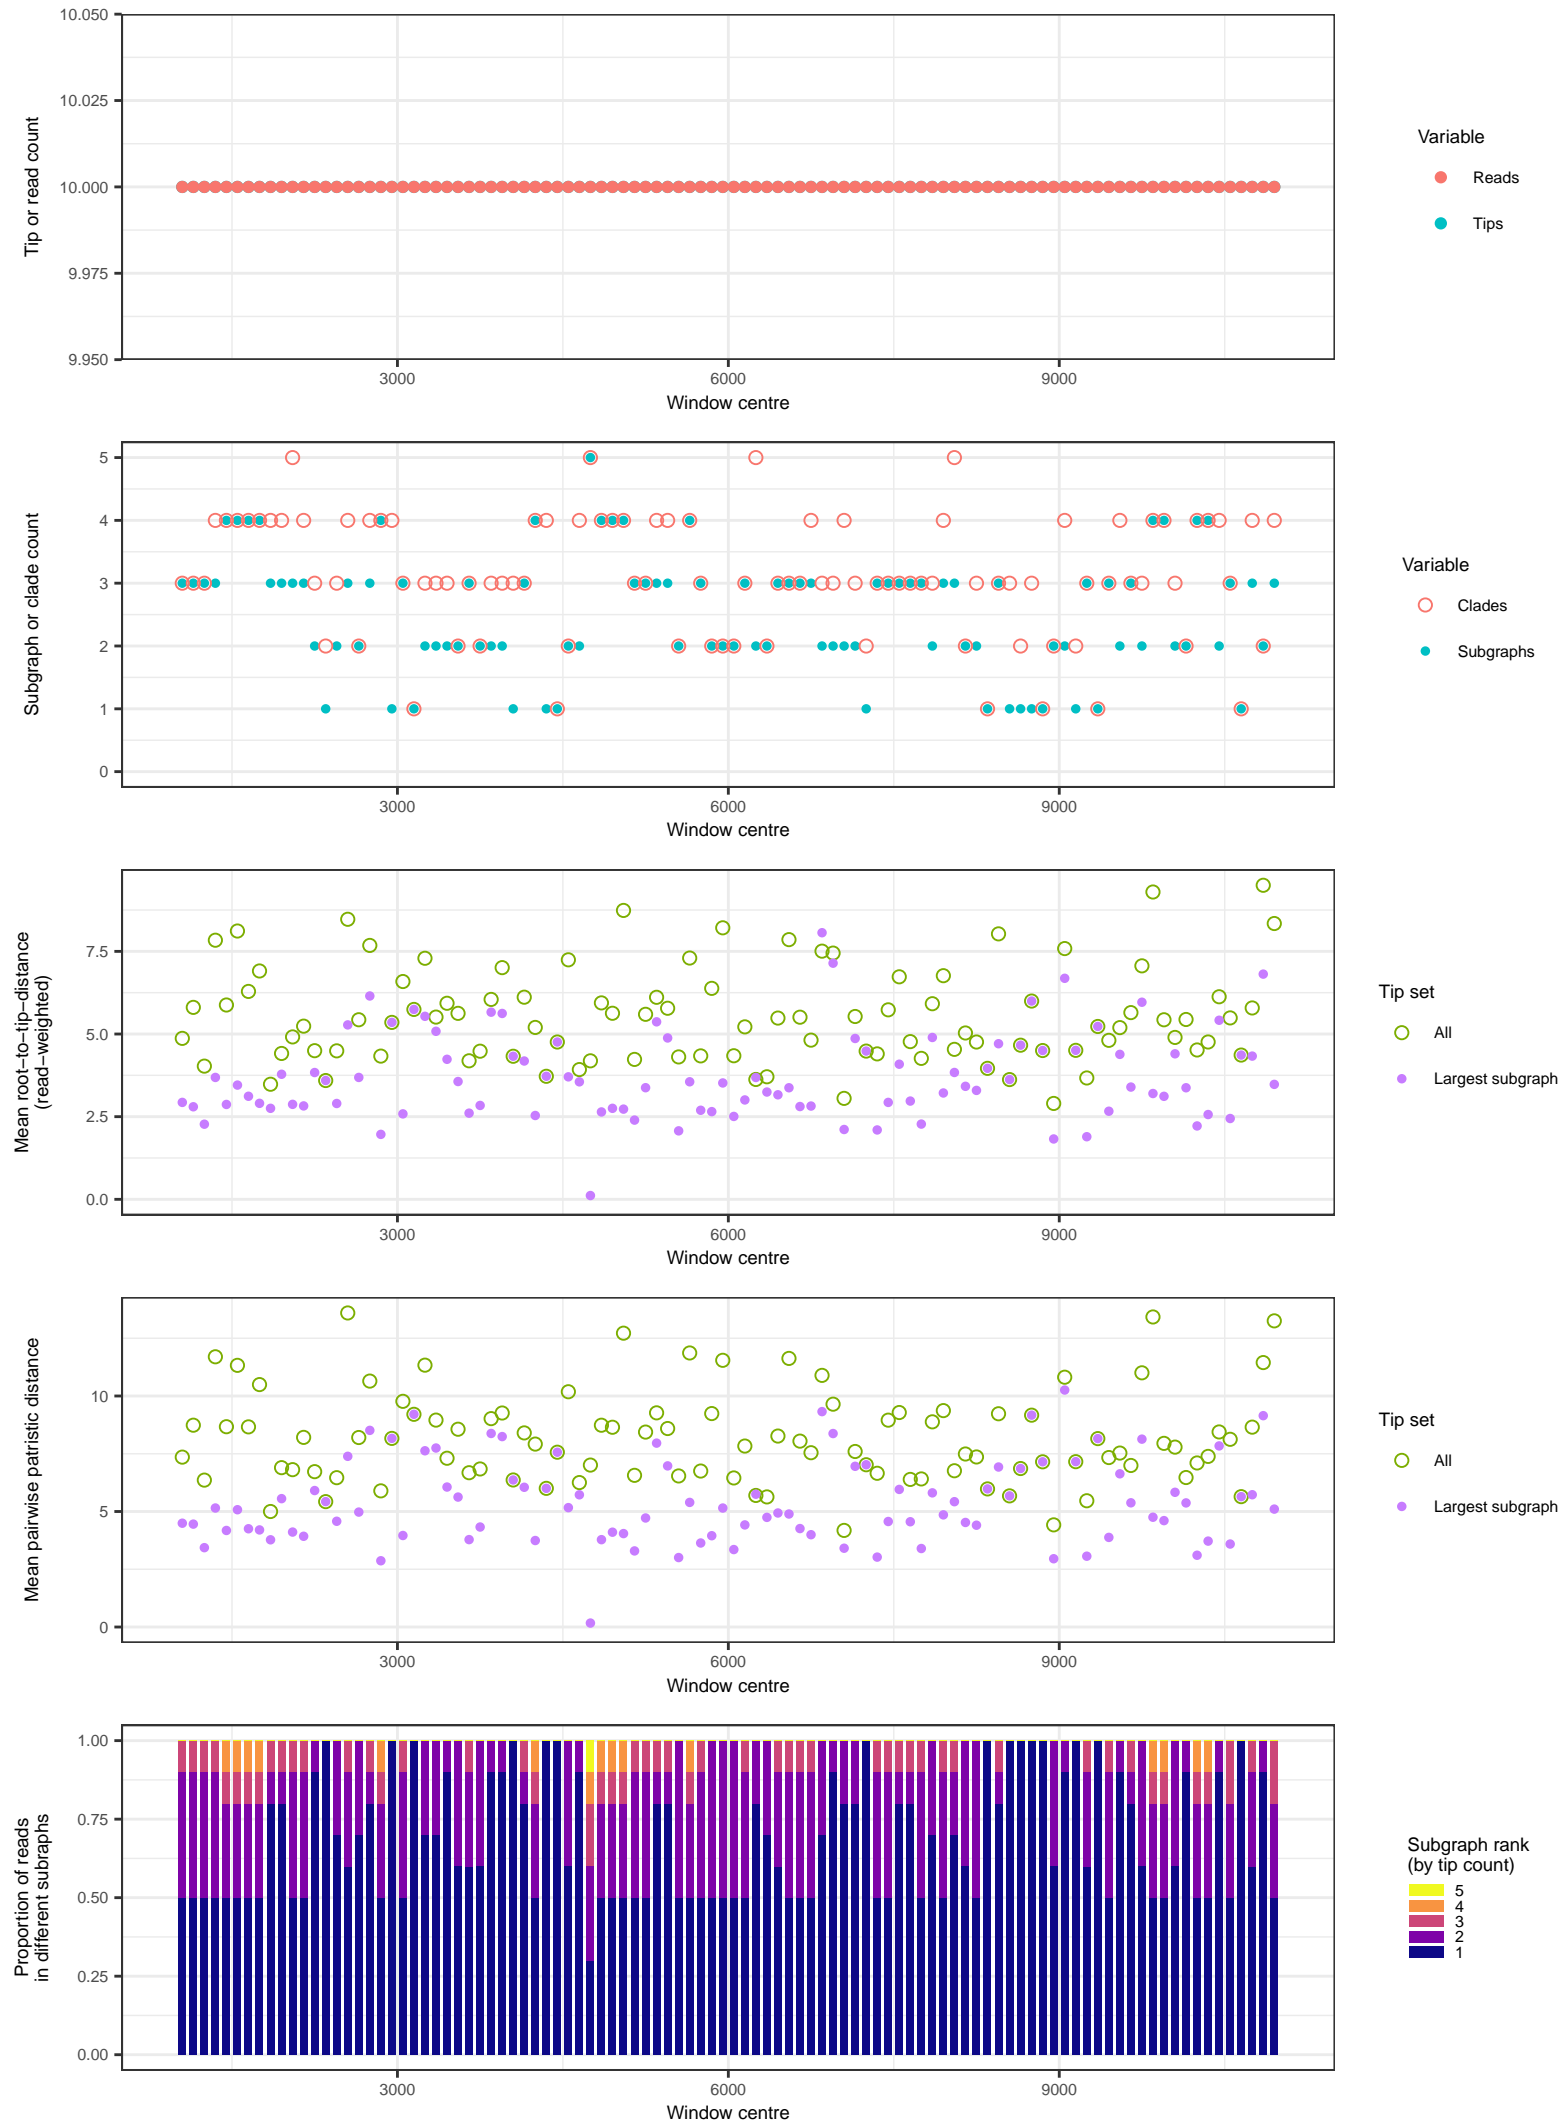 10.050
10.025
10.000
9.975
9.950
Tip or read count
3000 6000 9000
Window centre
Variable
Reads
Tips
5
4
3
2
1
0
Subgraph or clade count
3000 6000 9000
Window centre
Variable
Clades
Subgraphs
7.5
5.0
2.5
0.0
Mean root−to−tip−distance
(read−weighted)
3000 6000 9000
Window centre
Tip set
All
Largest subgraph
10
5
0
Mean pairwise patristic distance
3000 6000 9000
Window centre
Tip set
All
Largest subgraph
1.00
0.75
0.50
0.25
0.00
Proportion of reads
in different subraphs
3000 6000 9000
Window centre
Subgraph rank
(by tip count)
5
4
3
2
1